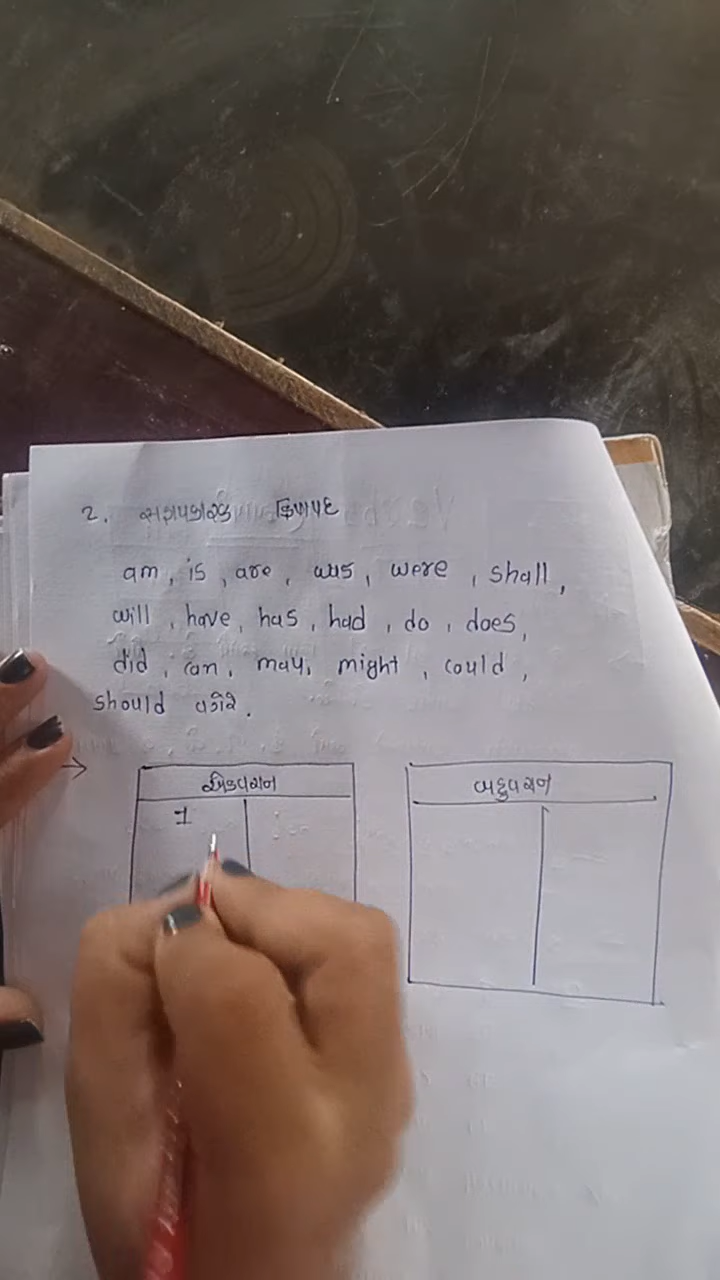 2. સહાયકારક ક્રિયાપદ
am, is, are, was, were, shall,
will, have, has, had, do, does,
did, can, may, might, could,
should વગેરે.
→
એકવચન
બહુવચન
I